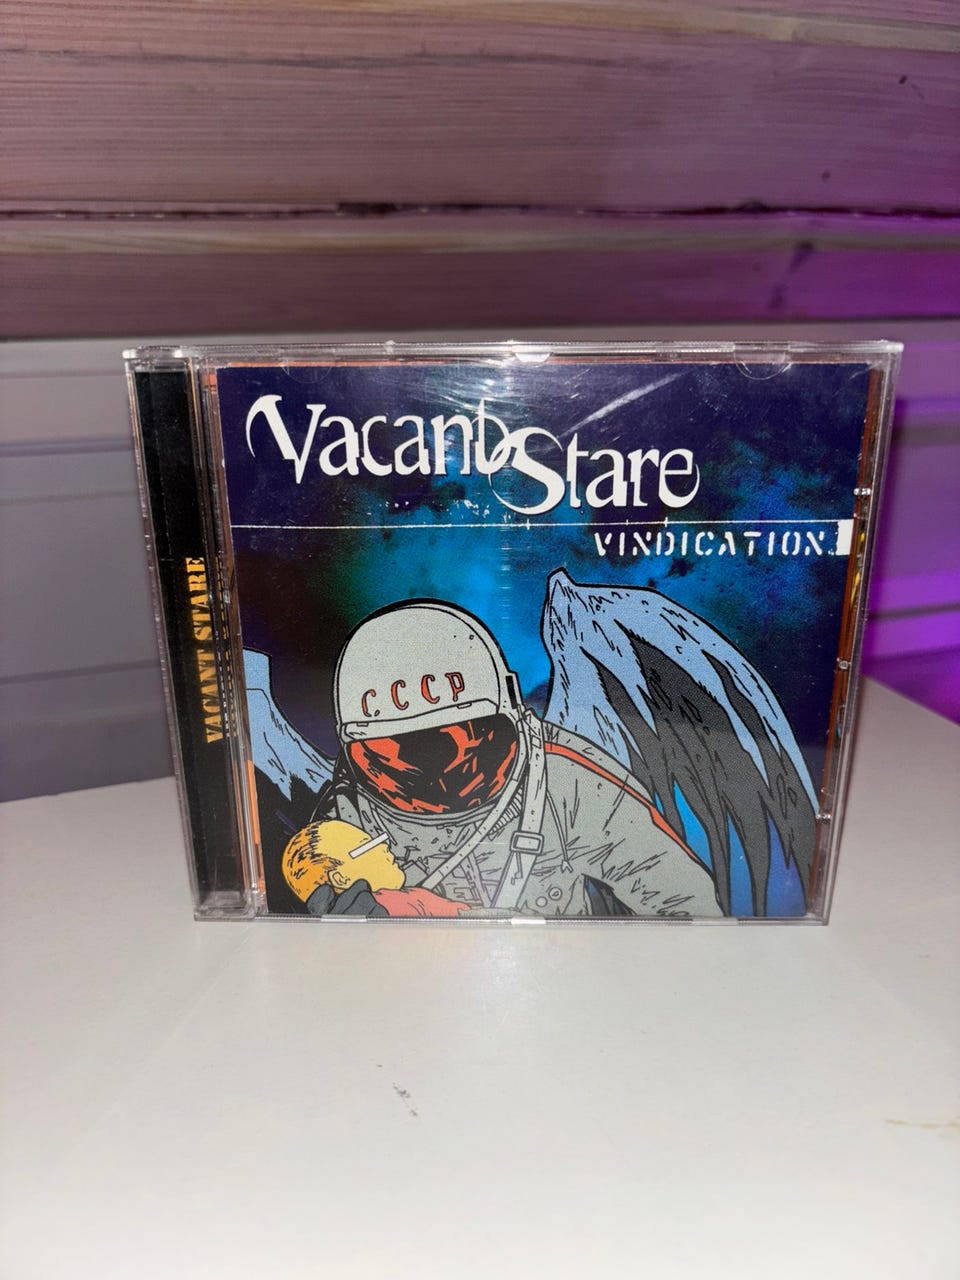 Vacant Stare
VINDICATION
CCCP
VACANT STARE